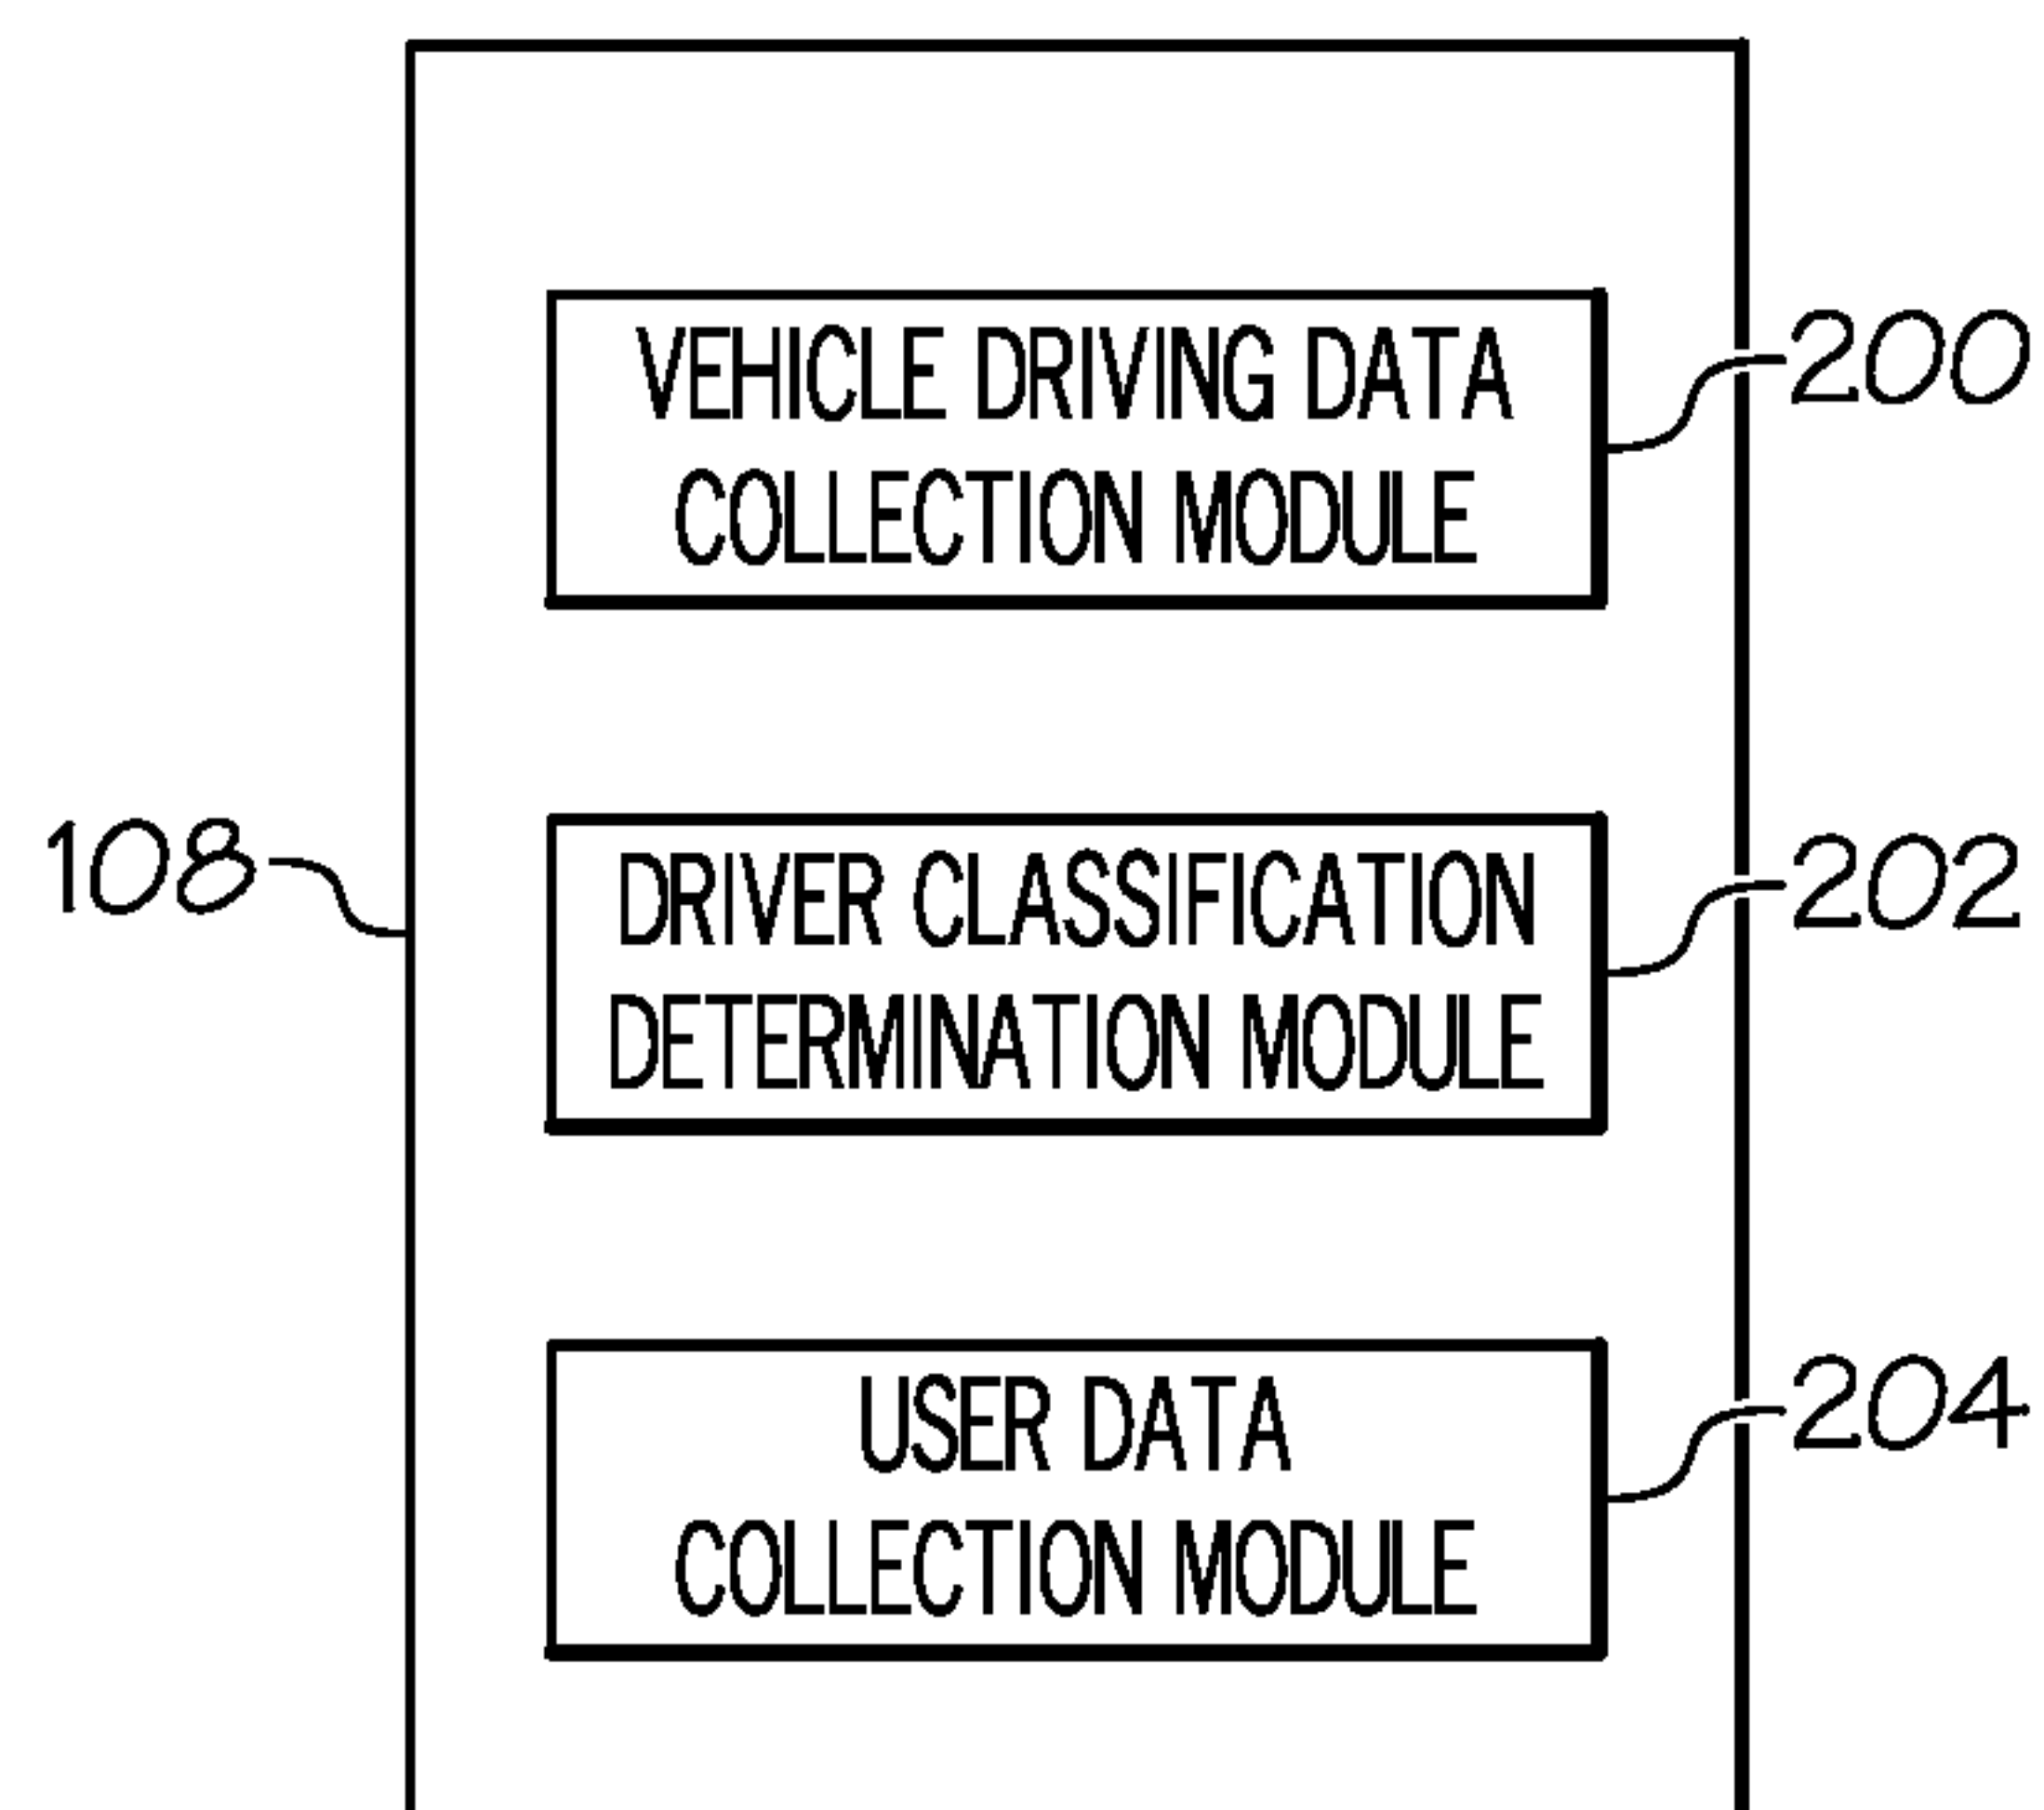 VEHICLE DRIVING DATA
COLLECTION MODULE
200
108
DRIVER CLASSIFICATION
DETERMINATION MODULE
202
USER DATA
COLLECTION MODULE
204